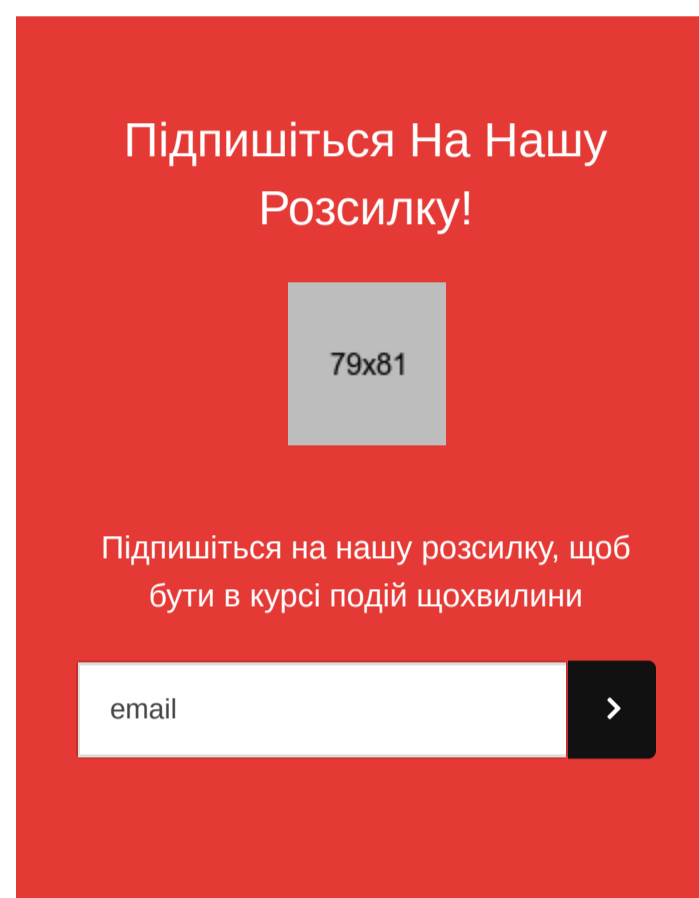 Підпишіться На Нашу
Розсилку!
79x81
Підпишіться на нашу розсилку, щоб
бути в курсі подій щохвилини
email